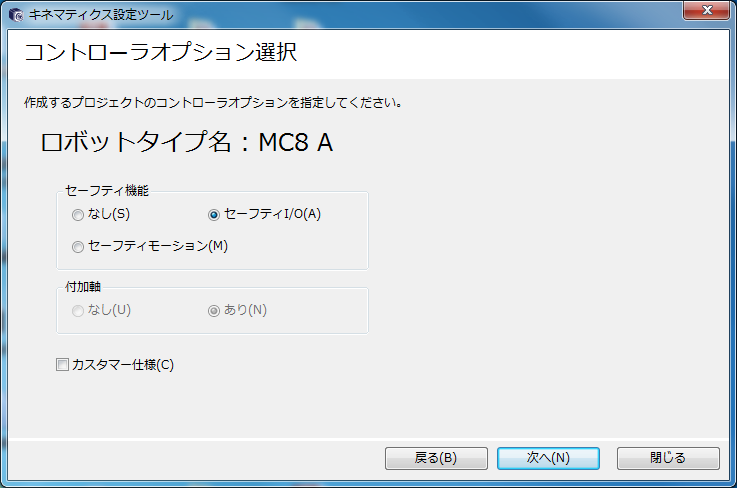 キネマティクス設定ツール
コントローラオプション選択
作成するプロジェクトのコントローラオプションを指定してください。
ロボットタイプ名：MC8 A
セーフティ機能
なし(S) セーフティI/O(A)
セーフティモーション(M)
付加軸
なし(U) あり(N)
カスタマー仕様(C)
戻る(B) 次へ(N) 閉じる